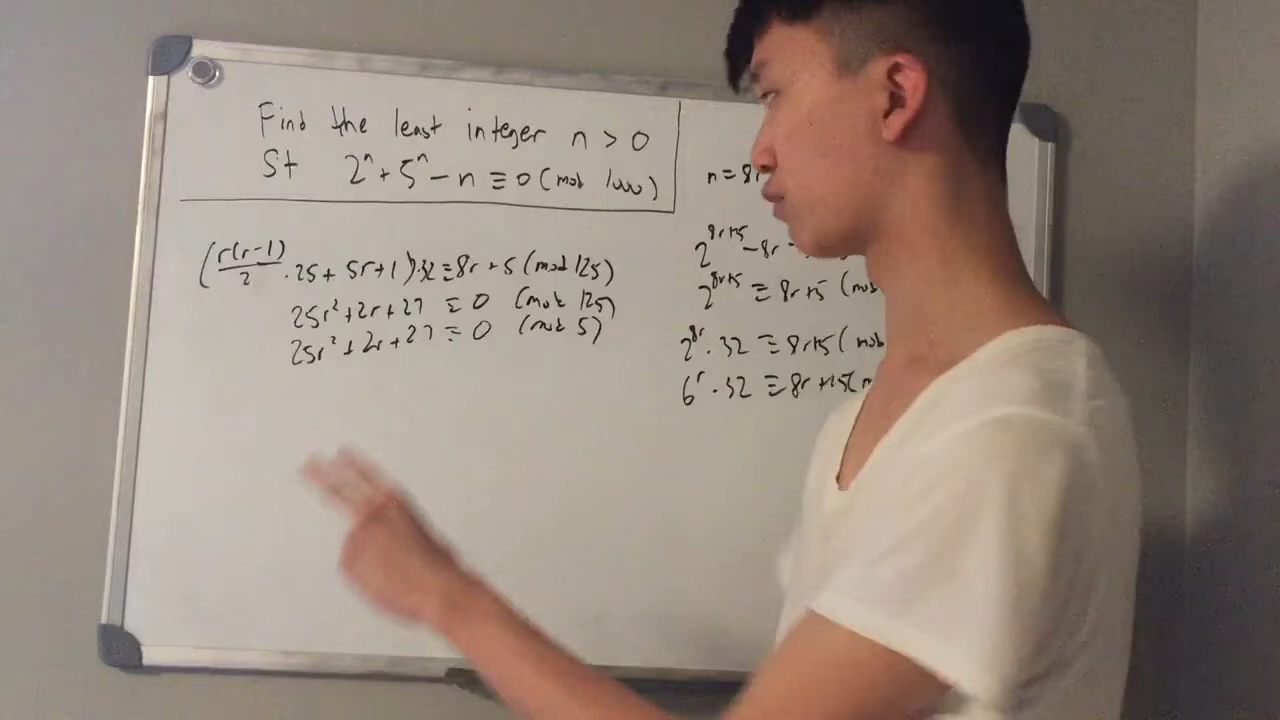 Find the least integer n > 0
St 2ⁿ + 5ⁿ − n ≡ 0 (mod 1000)
(r(r−1)/2 · 25 + 5r + 1) · 32 ≡ 8r + 5 (mod 125)
25r² + 2r + 27 ≡ 0 (mod 125)
25r² + 2r + 27 ≡ 0 (mod 5)
n = 8r
2^(8r+5) − 8r −
2^(8r+5) ≡ 8r+5 (mo
2^(8r) · 32 ≡ 8r+5 (mod
6^r · 32 ≡ 8r +5 (m